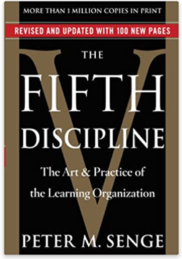 MORE THAN 1 MILLION COPIES IN PRINT
REVISED AND UPDATED WITH 100 NEW PAGES
THE
FIFTH
DISCIPLINE
V
The Art & Practice of
the Learning Organization
PETER M. SENGE